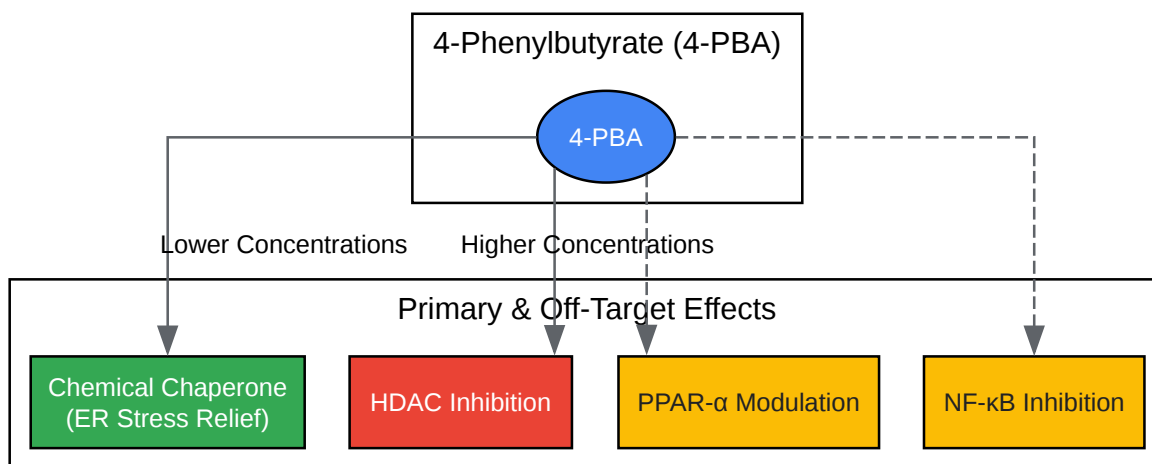 4-Phenylbutyrate (4-PBA)
4-PBA
Lower Concentrations
Higher Concentrations
Primary & Off-Target Effects
Chemical Chaperone
(ER Stress Relief)
HDAC Inhibition
PPAR-α Modulation
NF-κB Inhibition